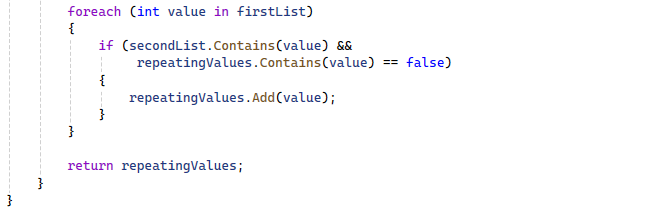 foreach (int value in firstList)
{
if (secondList.Contains(value) &&
repeatingValues.Contains(value) == false)
{
repeatingValues.Add(value);
}
}
return repeatingValues;
}
}